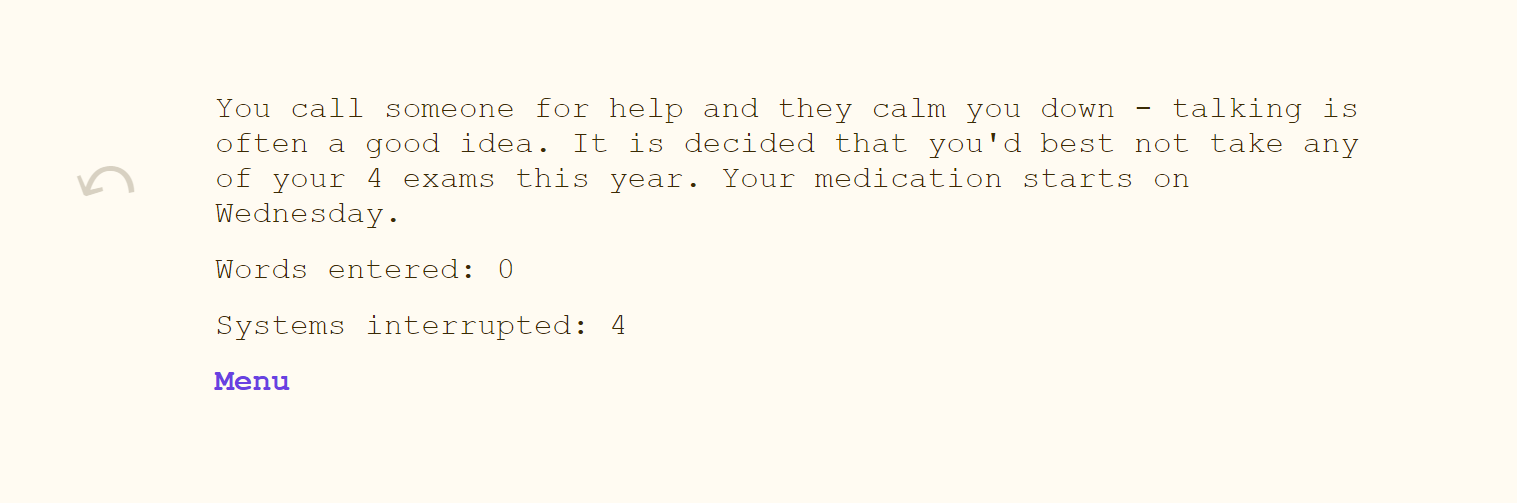 You call someone for help and they calm you down - talking is
often a good idea. It is decided that you'd best not take any
of your 4 exams this year. Your medication starts on
Wednesday.
Words entered: 0
Systems interrupted: 4
Menu